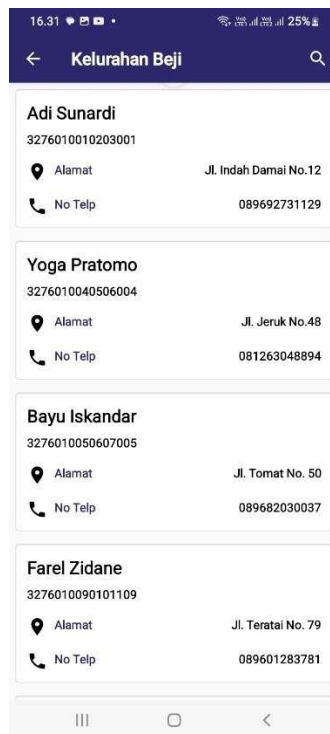 16.31
25%
Kelurahan Beji
Adi Sunardi
3276010010203001
Alamat Jl. Indah Damai No.12
No Telp 089692731129
Yoga Pratomo
3276010040506004
Alamat Jl. Jeruk No.48
No Telp 081263048894
Bayu Iskandar
3276010050607005
Alamat Jl. Tomat No. 50
No Telp 089682030037
Farel Zidane
3276010090101109
Alamat Jl. Teratai No. 79
No Telp 089601283781